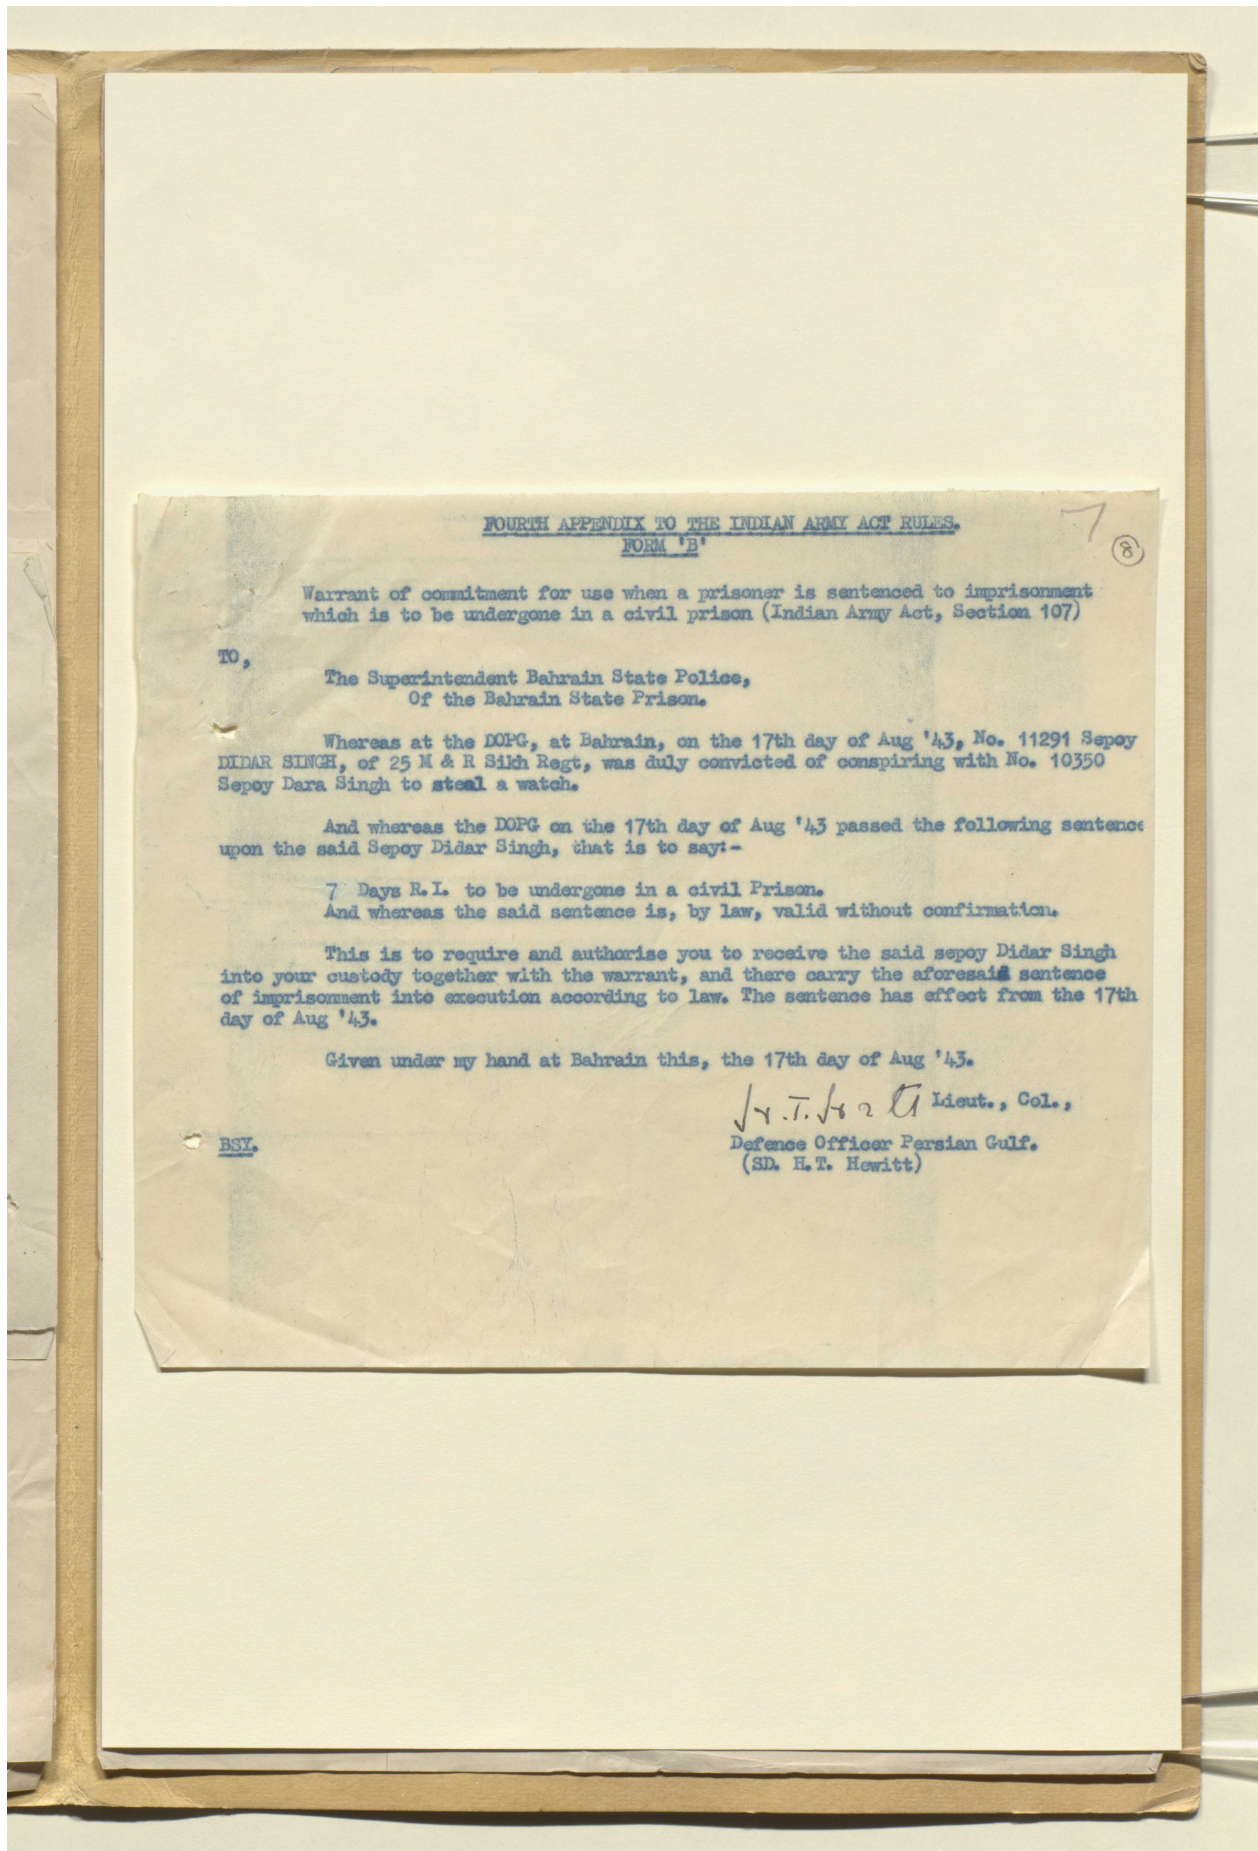 FOURTH APPENDIX TO THE INDIAN ARMY ACT RULES.
FORM 'B'
7
8
Warrant of commitment for use when a prisoner is sentenced to imprisonment
which is to be undergone in a civil prison (Indian Army Act, Section 107)
TO,
The Superintendent Bahrain State Police,
Of the Bahrain State Prison.
Whereas at the DOPG, at Bahrain, on the 17th day of Aug '43, No. 11291 Sepoy
DIDAR SINGH, of 25 M & R Sikh Regt, was duly convicted of conspiring with No. 10350
Sepoy Dara Singh to steal a watch.
And whereas the DOPG on the 17th day of Aug '43 passed the following sentence
upon the said Sepoy Didar Singh, that is to say:-
7 Days R.I. to be undergone in a civil Prison.
And whereas the said sentence is, by law, valid without confirmation.
This is to require and authorise you to receive the said sepoy Didar Singh
into your custody together with the warrant, and there carry the aforesaid sentence
of imprisonment into execution according to law. The sentence has effect from the 17th
day of Aug '43.
Given under my hand at Bahrain this, the 17th day of Aug '43.
Lieut., Col.,
BSY.
Defence Officer Persian Gulf.
(SD. H.T. Hewitt)